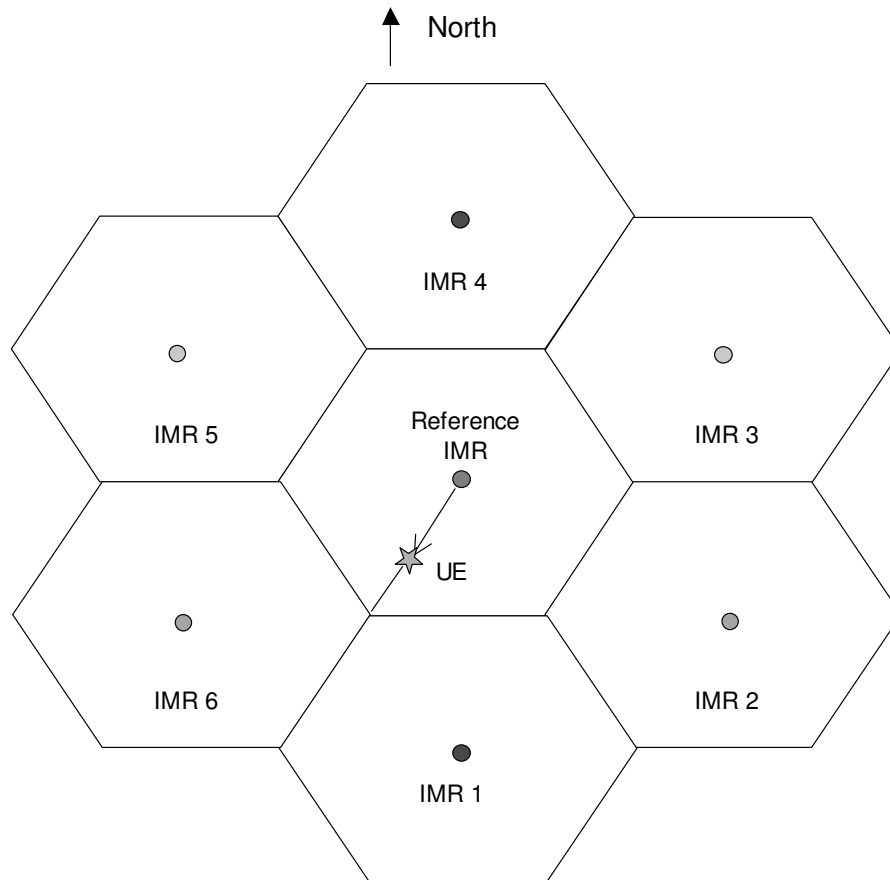 North
IMR 4
IMR 5
IMR 3
Reference
IMR
UE
IMR 6
IMR 2
IMR 1